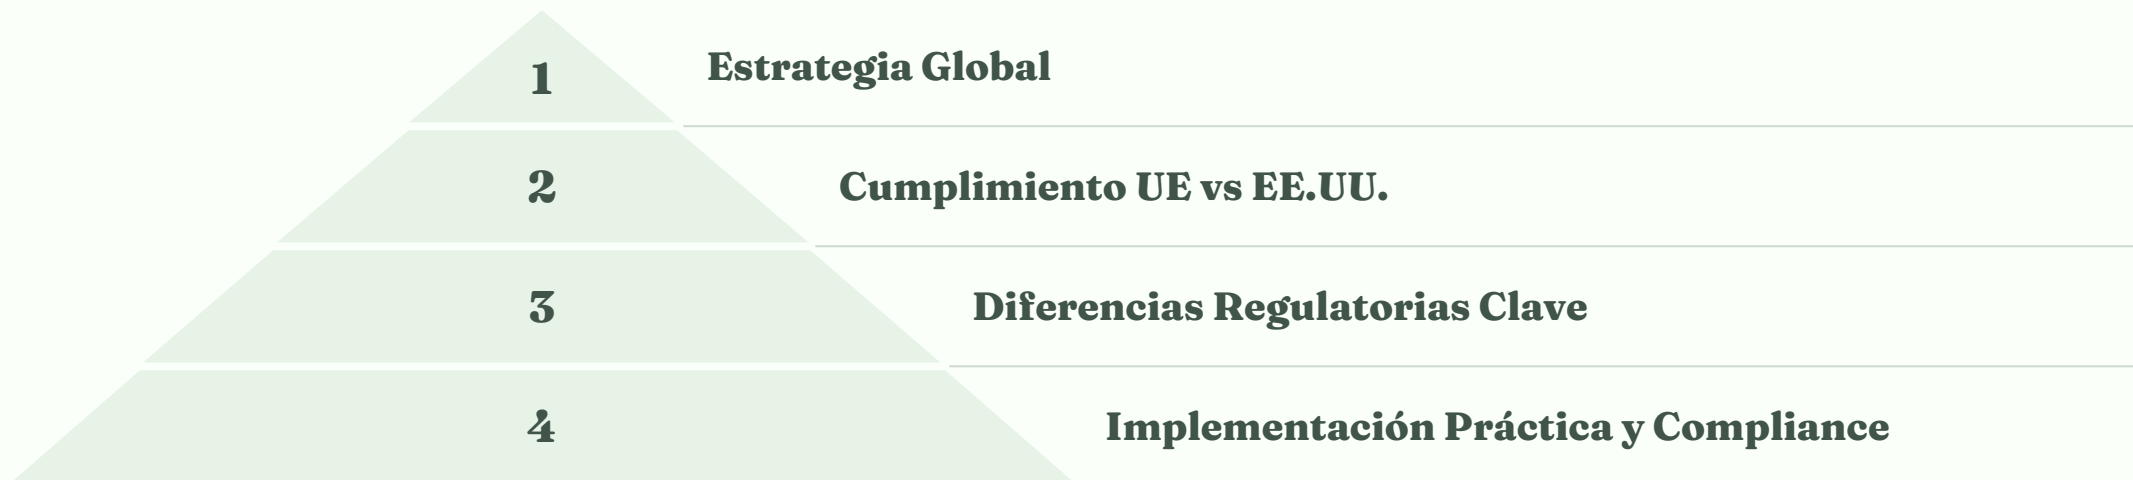 1
Estrategia Global
2
Cumplimiento UE vs EE.UU.
3
Diferencias Regulatorias Clave
4
Implementación Práctica y Compliance